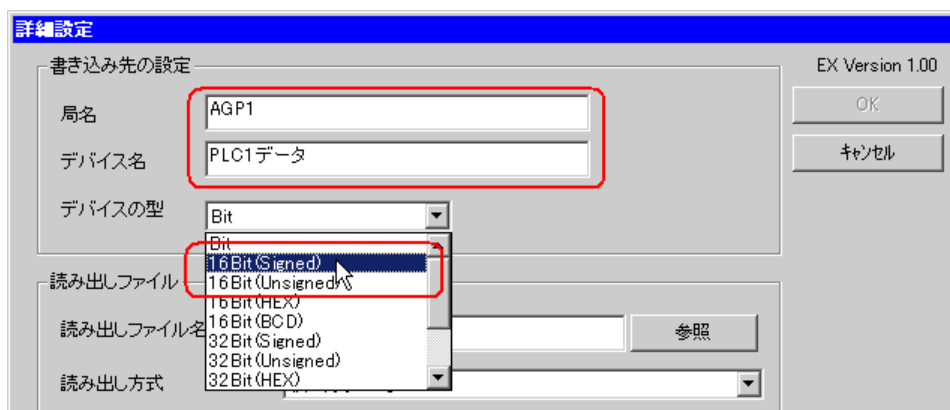 詳細設定
書き込み先の設定
EX Version 1.00
局名
AGP1
OK
デバイス名
PLC1データ
キャンセル
デバイスの型
Bit
Bit
16Bit(Signed)
16Bit(Unsigned)
16Bit(HEX)
16Bit(BCD)
32Bit(Signed)
32Bit(Unsigned)
32Bit(HEX)
読み出しファイル
読み出しファイル名
参照
読み出し方式